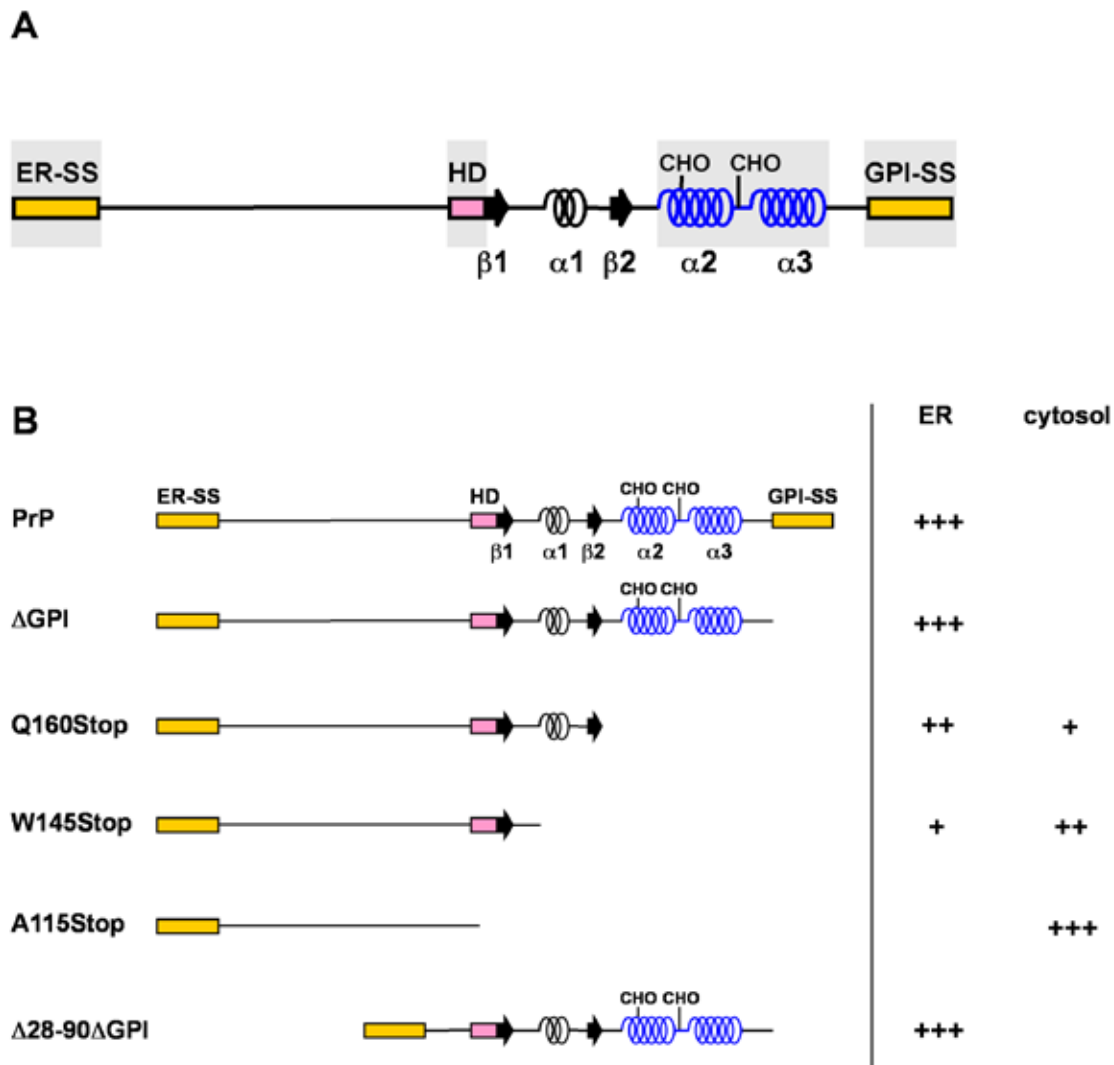 A
ER-SS HD CHO CHO GPI-SS
β1 α1 β2 α2 α3
B
ER cytosol
ER-SS HD CHO CHO GPI-SS
PrP +++
β1 α1 β2 α2 α3
CHO CHO
ΔGPI +++
Q160Stop ++ +
W145Stop + ++
A115Stop +++
CHO CHO
Δ28-90ΔGPI +++